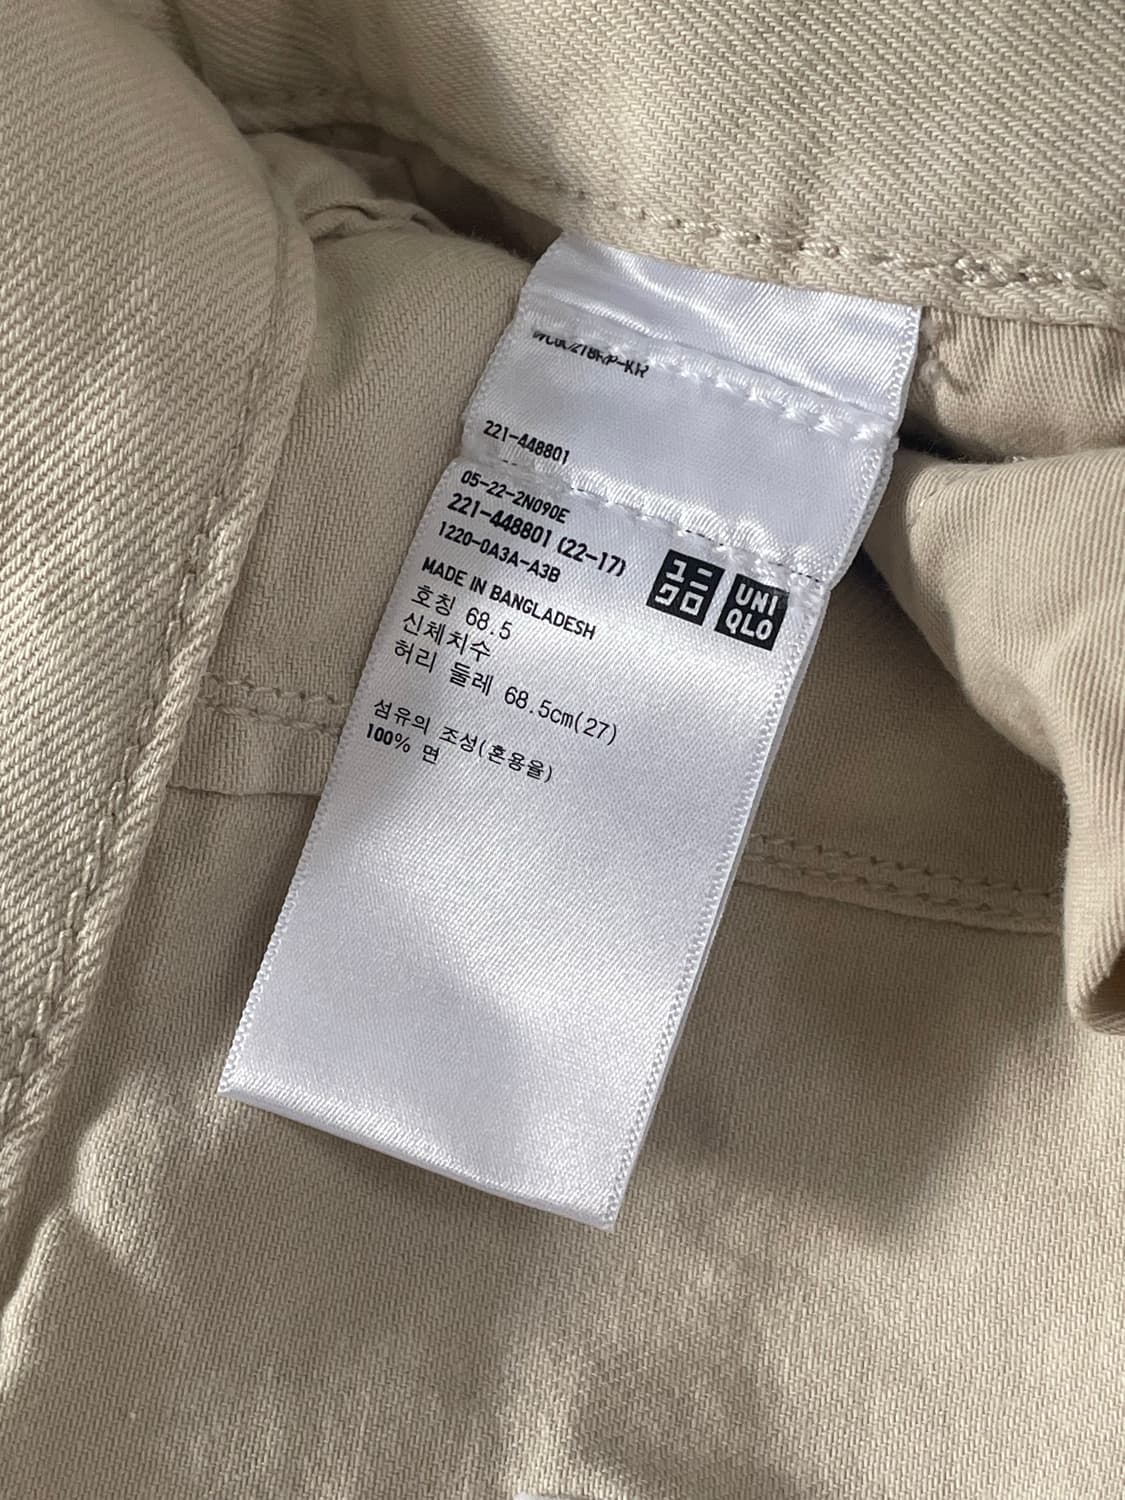 221-448801
05-22-2N090E
221-448801 (22-17)
1220-0A3A-A3B
ユニ
クロ
UNI
QLO
MADE IN BANGLADESH
호칭 68.5
신체치수
허리 둘레 68.5cm(27)
섬유의 조성(혼용율)
100% 면